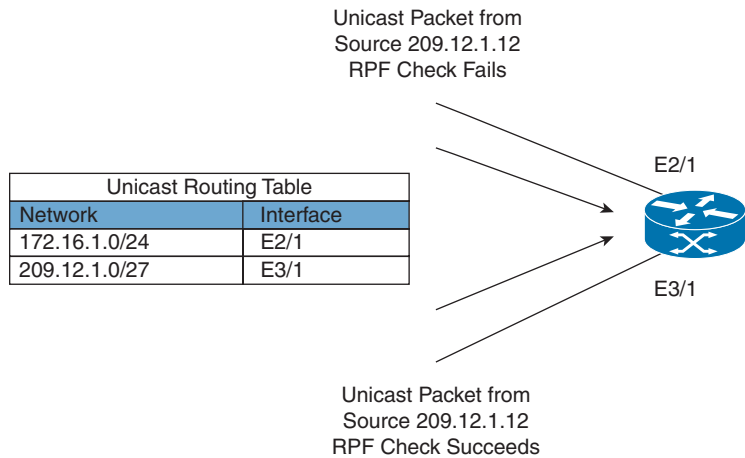 Unicast Packet from
Source 209.12.1.12
RPF Check Fails
E2/1
Unicast Routing Table
Network Interface
172.16.1.0/24 E2/1
209.12.1.0/27 E3/1
E3/1
Unicast Packet from
Source 209.12.1.12
RPF Check Succeeds